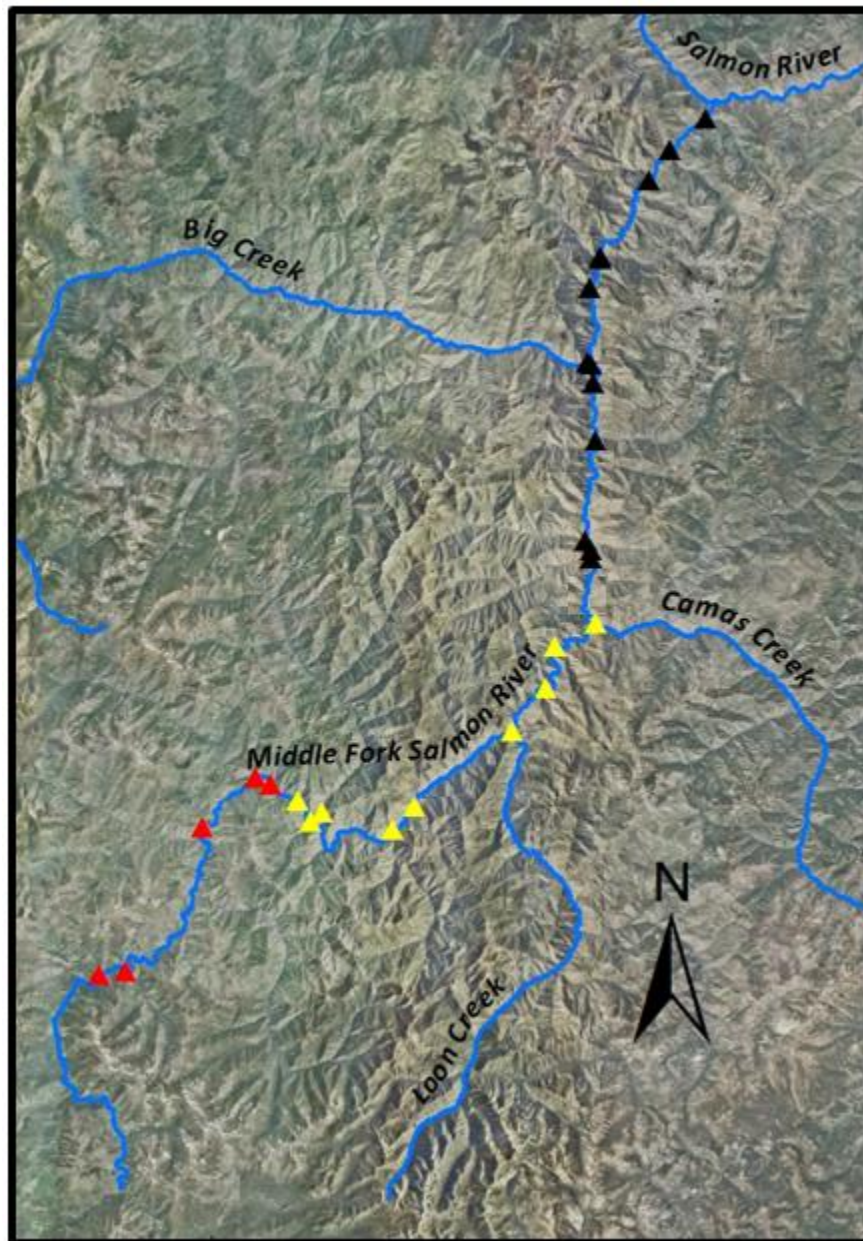 Salmon River
Big Creek
Camas Creek
Middle Fork Salmon River
N
Loon Creek